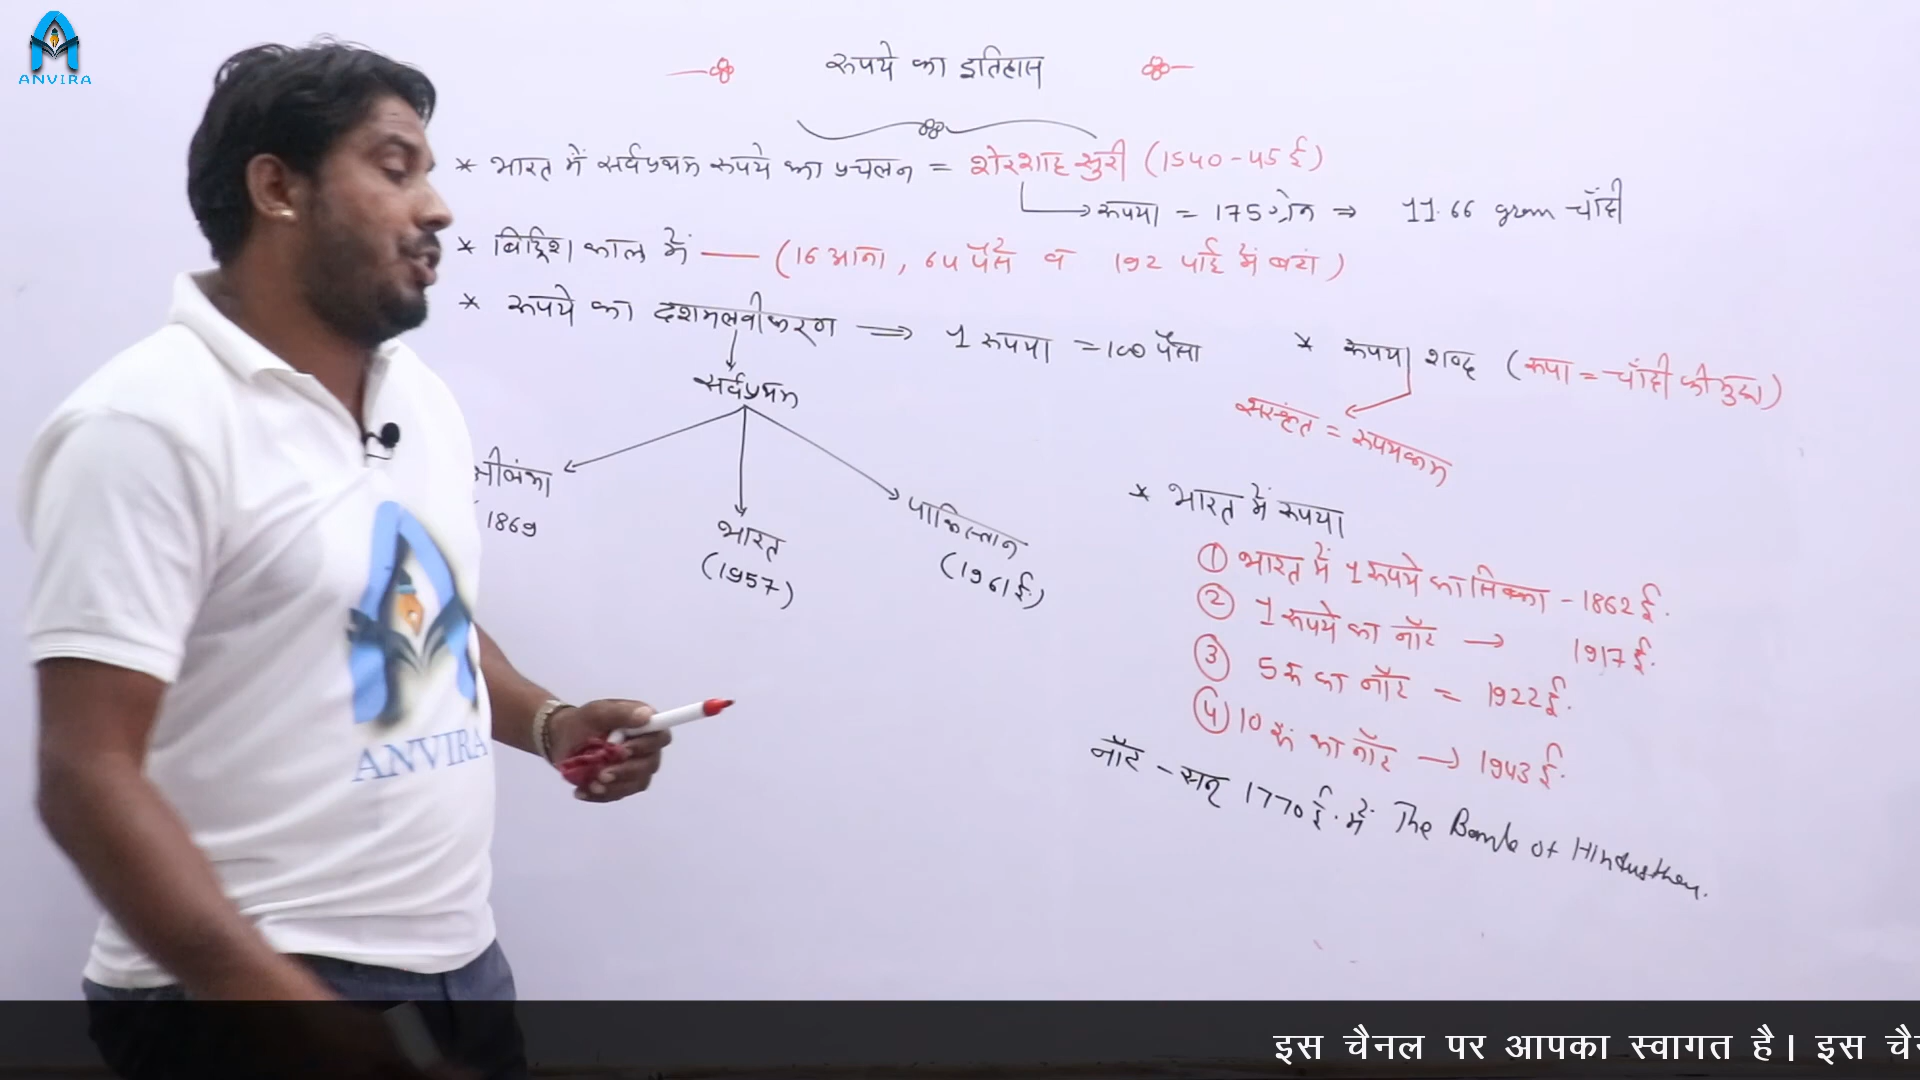 ANVIRA
रूपये का इतिहास
* भारत में सर्वप्रथम रूपये का प्रचलन = शेरशाह सुरी (1540-45 ई)
रूपया = 175 ग्रेन ⇒ 11.66 gram चाँदी
* ब्रिटिश काल में — (16 आना, 64 पैसे व 192 पाई में बंटा)
* रूपये का दशमलवीकरण ⇒ 1 रूपया = 100 पैसा
सर्वप्रथम
श्रीलंका
1869
भारत
(1957)
पाकिस्तान
(1961 ई.)
* रूपया शब्द (रूपा = चाँदी की मुद्रा)
संस्कृत = रूप्यकम
* भारत में रूपया
① भारत में 1 रूपये का सिक्का - 1862 ई.
② 1 रूपये का नोट → 1917 ई.
③ 5 रू का नोट = 1922 ई.
④ 10 रू का नोट → 1943 ई.
नोट - सन् 1770 ई. में The Bank of Hindusthan.
ANVIRA
इस चैनल पर आपका स्वागत है। इस चै